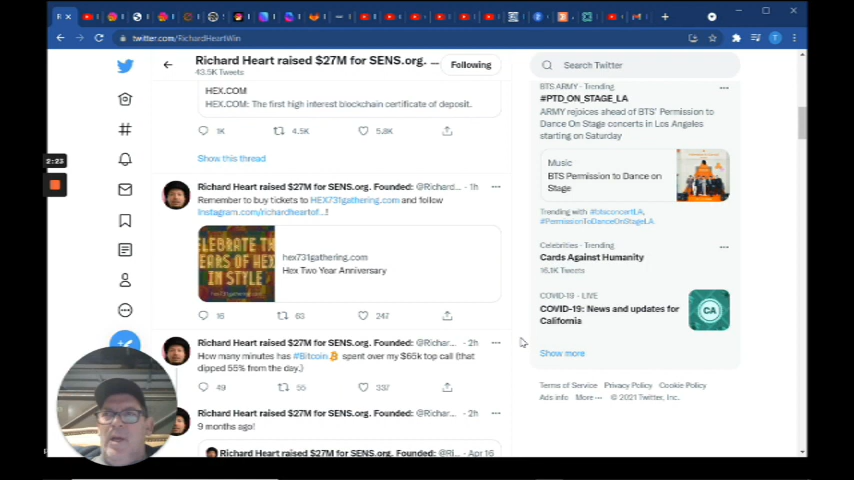 twitter.com/RichardHeartWin
Richard Heart raised $27M for SENS.org. ...
43.5K Tweets
Following
Search Twitter
HEX.COM
HEX.COM: The first high interest blockchain certificate of deposit.
1K 4.5K 5.8K
Show this thread
2:23
Richard Heart raised $27M for SENS.org. Founded: @Richard... - 1h
Remember to buy tickets to HEX731gathering.com and follow
Instagram.com/richardheartof...!
CELEBRATE TH
EARS OF HEX
IN STYLE
hex731gathering.com
hex731gathering.com
Hex Two Year Anniversary
16 63 247
Richard Heart raised $27M for SENS.org. Founded: @Richar... - 2h
How many minutes has #Bitcoin spent over my $65k top call (that
dipped 55% from the day.)
49 55 337
Richard Heart raised $27M for SENS.org. Founded: @Richar... - 2h
9 months ago!
Richard Heart raised $27M for SENS.org. Founded: @Ri... - Apr 16
BTS ARMY · Trending
#PTD_ON_STAGE_LA
ARMY rejoices ahead of BTS' Permission to
Dance On Stage concerts in Los Angeles
starting on Saturday
Music
BTS Permission to Dance on
Stage
Trending with #btsconcertLA,
#PermissionToDanceOnStageLA
Celebrities · Trending
Cards Against Humanity
16.1K Tweets
COVID-19 · LIVE
COVID-19: News and updates for
California
CA
Show more
Terms of Service Privacy Policy Cookie Policy
Ads info More ··· © 2021 Twitter, Inc.